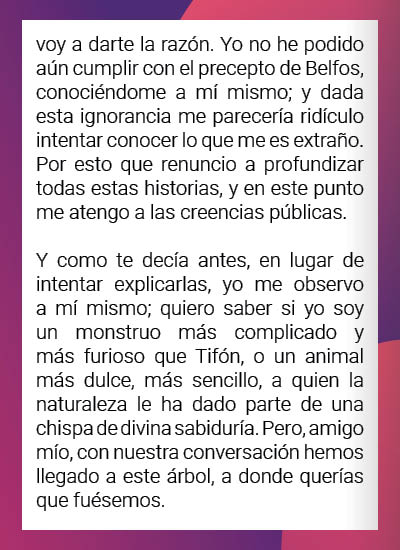 voy a darte la razón. Yo no he podido
aún cumplir con el precepto de Belfos,
conociéndome a mí mismo; y dada
esta ignorancia me parecería ridículo
intentar conocer lo que me es extraño.
Por esto que renuncio a profundizar
todas estas historias, y en este punto
me atengo a las creencias públicas.
Y como te decía antes, en lugar de
intentar explicarlas, yo me observo
a mí mismo; quiero saber si yo soy
un monstruo más complicado y
más furioso que Tifón, o un animal
más dulce, más sencillo, a quien la
naturaleza le ha dado parte de una
chispa de divina sabiduría. Pero, amigo
mío, con nuestra conversación hemos
llegado a este árbol, a donde querías
que fuésemos.